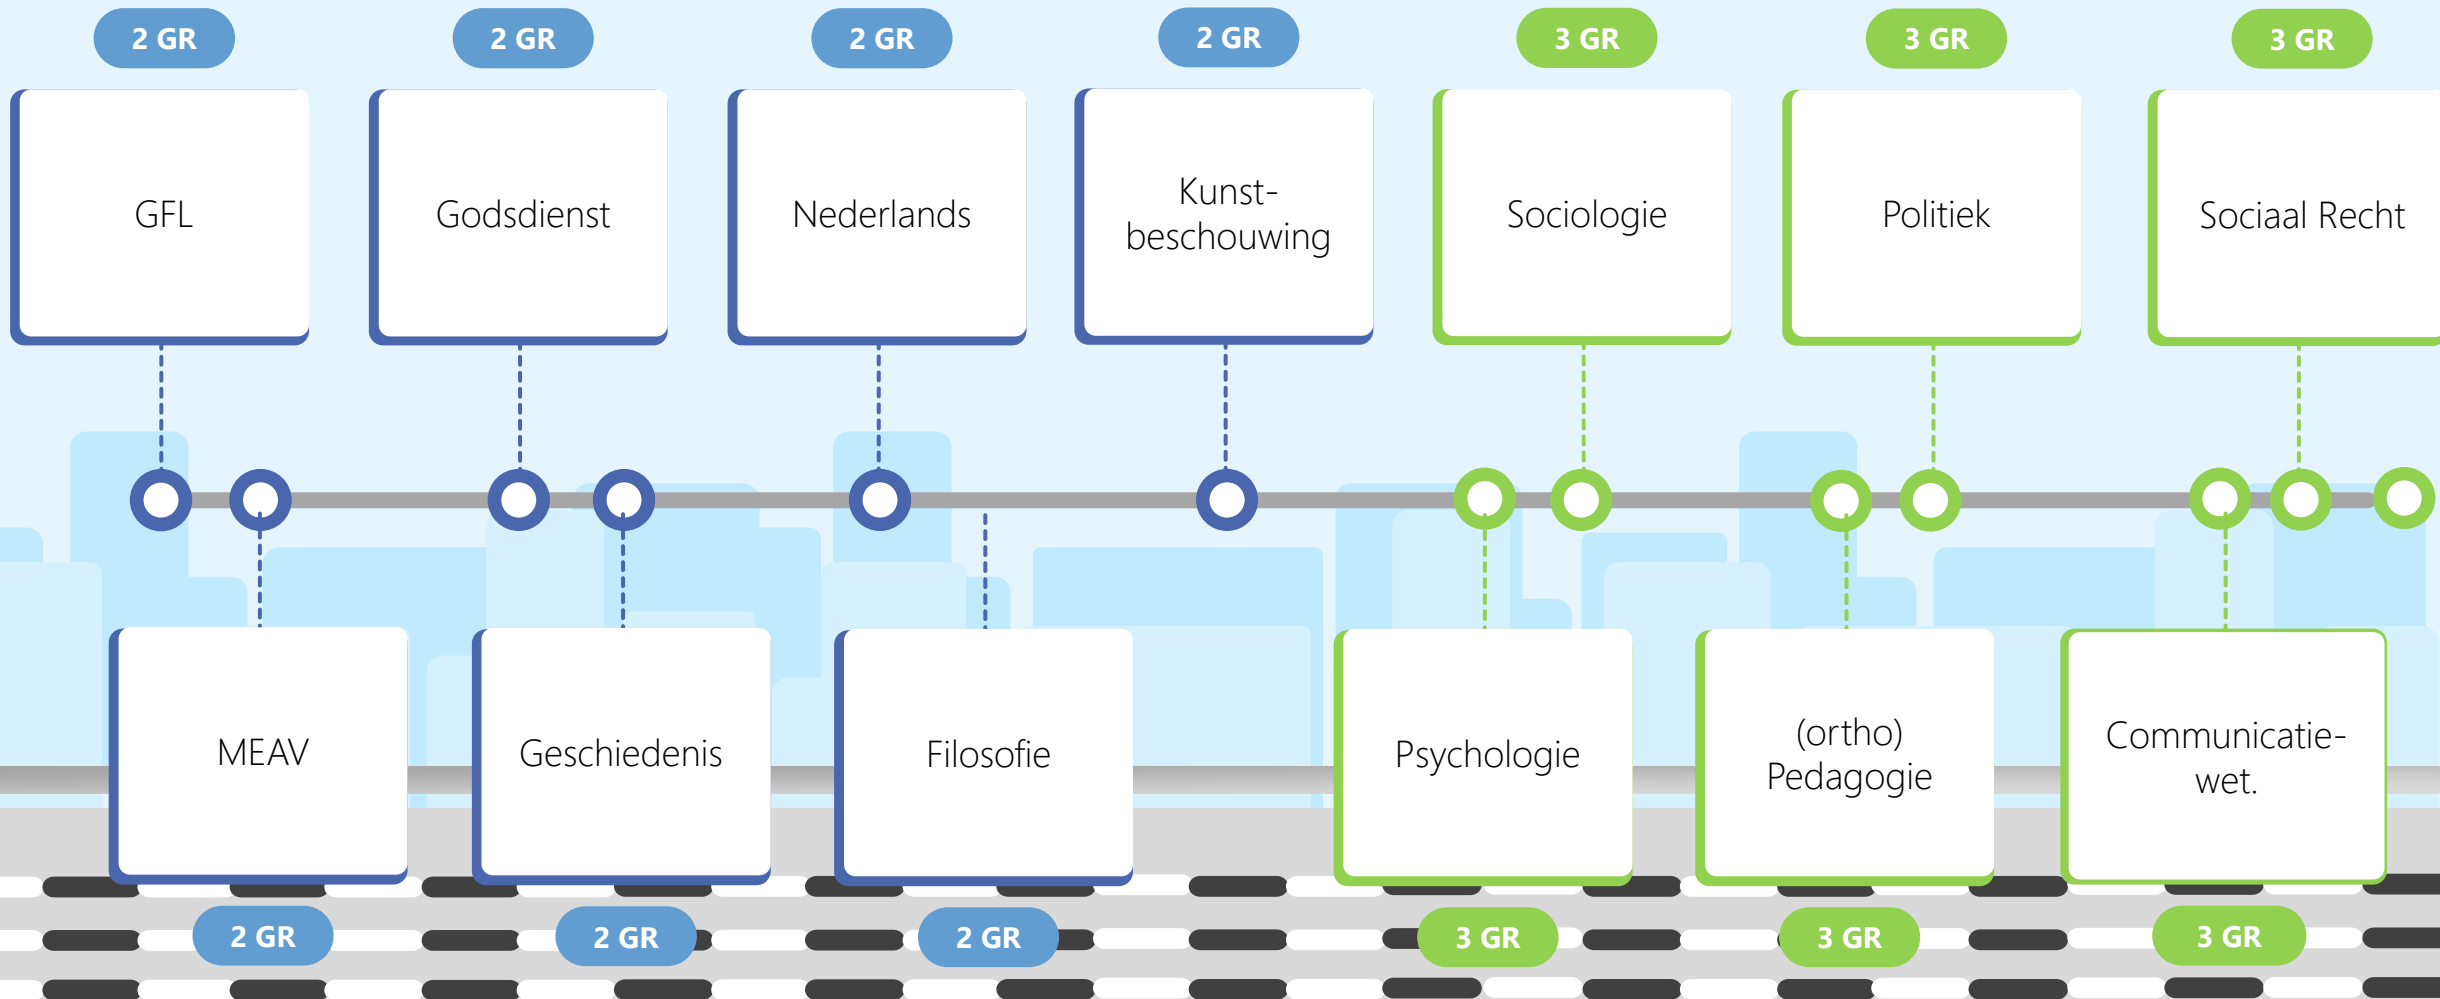 2 GR
2 GR
2 GR
2 GR
3 GR
3 GR
3 GR
GFL
Godsdienst
Nederlands
Kunst-
beschouwing
Sociologie
Politiek
Sociaal Recht
MEAV
Geschiedenis
Filosofie
Psychologie
(ortho)
Pedagogie
Communicatie-
wet.
2 GR
2 GR
2 GR
3 GR
3 GR
3 GR